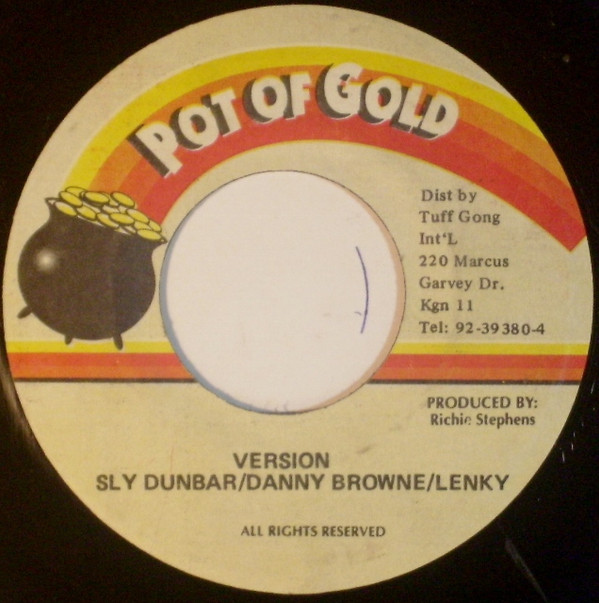 POT OF GOLD
Dist by
Tuff Gong
Int'L
220 Marcus
Garvey Dr.
Kgn 11
Tel: 92-39380-4
PRODUCED BY:
Richie Stephens
VERSION
SLY DUNBAR/DANNY BROWNE/LENKY
ALL RIGHTS RESERVED